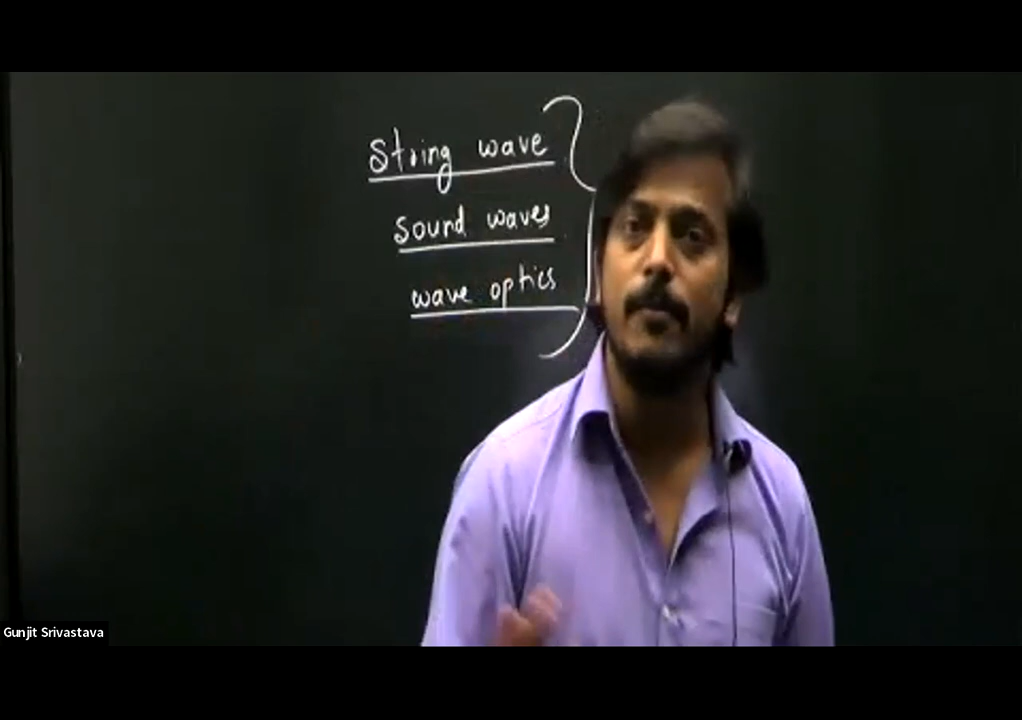 String wave
sound waves
wave optics
Gunjit Srivastava